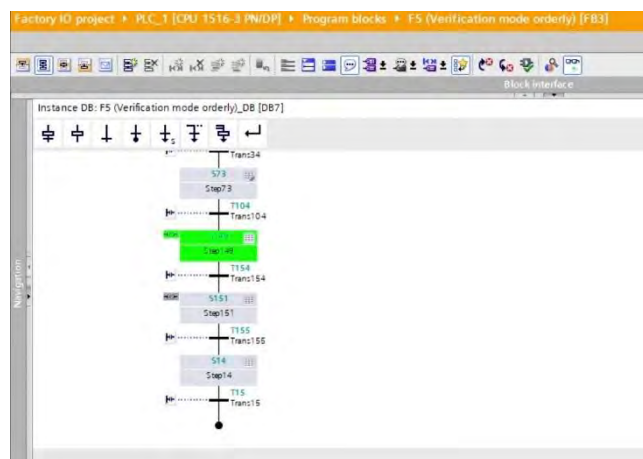 Factory IO project ▸ PLC_1 [CPU 1516-3 PN/DP] ▸ Program blocks ▸ F5 (Veritication mode orderly) [FB3]
Block interface
Instance DB: F5 (Verification mode orderly)_DB [DB7]
Navigation
Trans34
S73
Step73
T104
Trans104
Step149
T154
Trans154
S151
Step151
T155
Trans155
S14
Step14
T15
Trans15